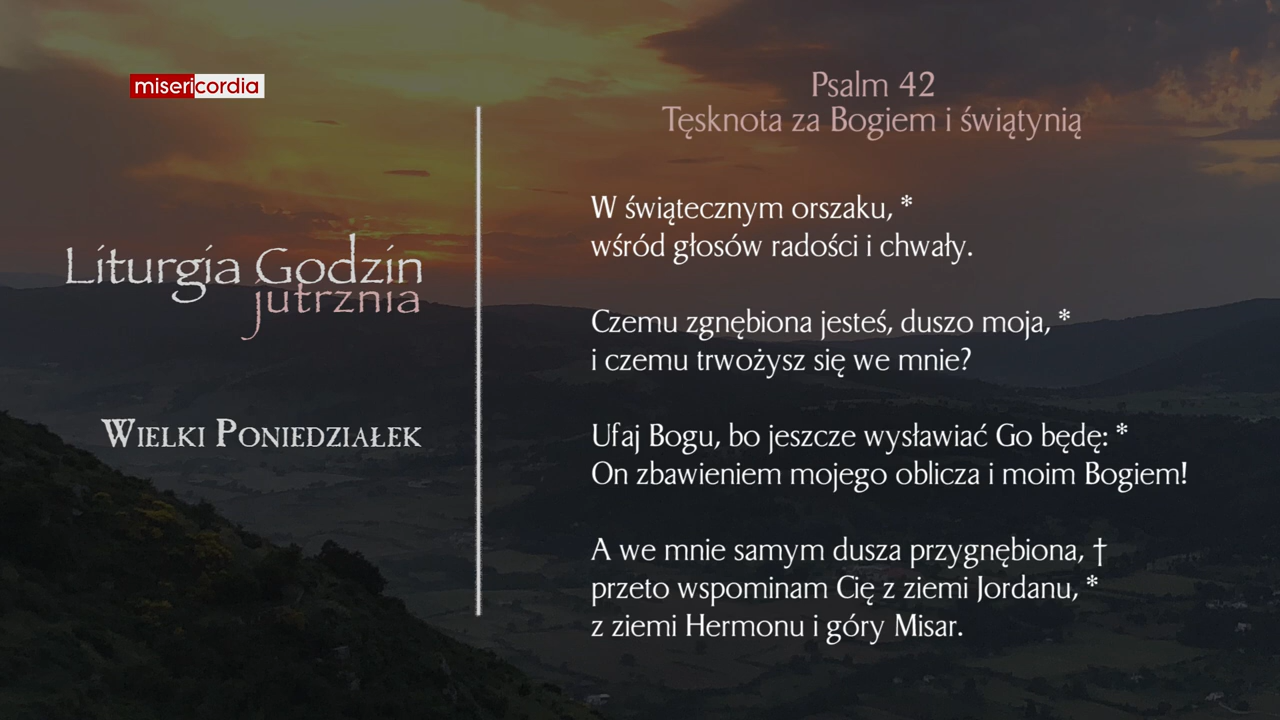 misericordia
Liturgia Godzin
jutrznia
Wielki Poniedziałek
Psalm 42
Tęsknota za Bogiem i świątynią
W świątecznym orszaku, *
wśród głosów radości i chwały.
Czemu zgnębiona jesteś, duszo moja, *
i czemu trwożysz się we mnie?
Ufaj Bogu, bo jeszcze wysławiać Go będę: *
On zbawieniem mojego oblicza i moim Bogiem!
A we mnie samym dusza przygnębiona, †
przeto wspominam Cię z ziemi Jordanu, *
z ziemi Hermonu i góry Misar.